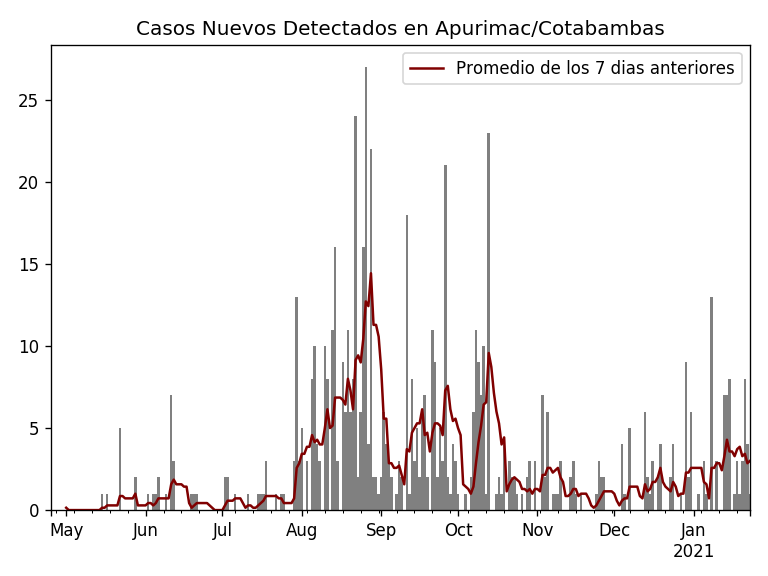 Casos Nuevos Detectados en Apurimac/Cotabambas
Promedio de los 7 dias anteriores
25
20
15
10
5
0
May Jun Jul Aug Sep Oct Nov Dec Jan
2021